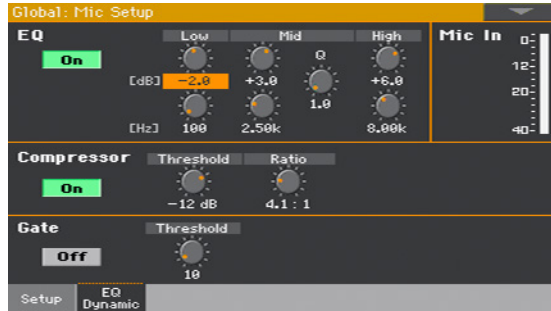 Global: Mic Setup
EQ Low Mid High Mic In
On Q 0
12
[dB] -2.0 +3.0 +6.0
20
1.0
[Hz] 100 2.50k 8.00k 40
Compressor Threshold Ratio
On
-12 dB 4.1 : 1
Gate Threshold
Off
10
Setup EQ Dynamic